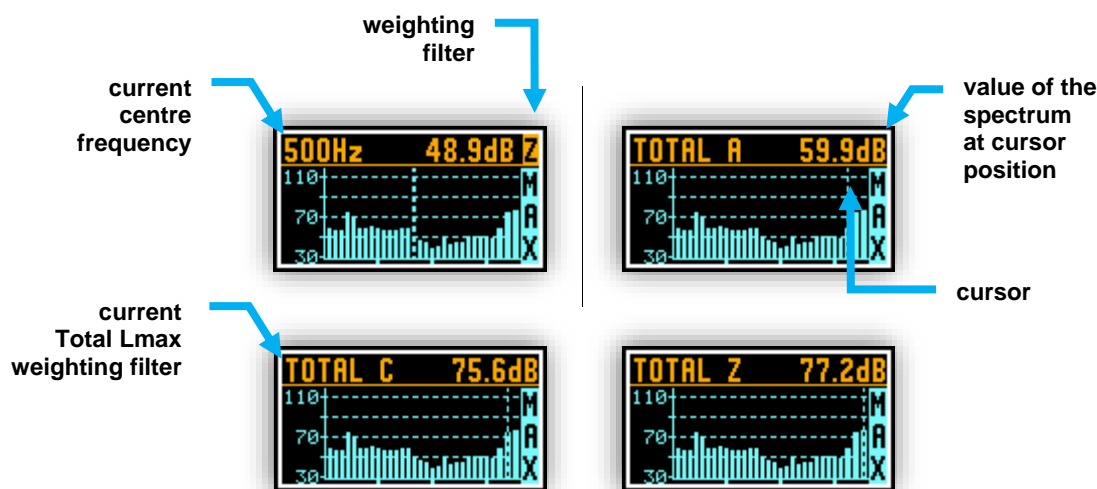 weighting
filter
current
centre
frequency
value of the
spectrum
at cursor
position
500Hz 48.9dB Z
110
70
30
M
A
X
TOTAL A 59.9dB
110
70
30
M
A
X
cursor
current
Total Lmax
weighting filter
TOTAL C 75.6dB
110
70
30
M
A
X
TOTAL Z 77.2dB
110
70
30
M
A
X